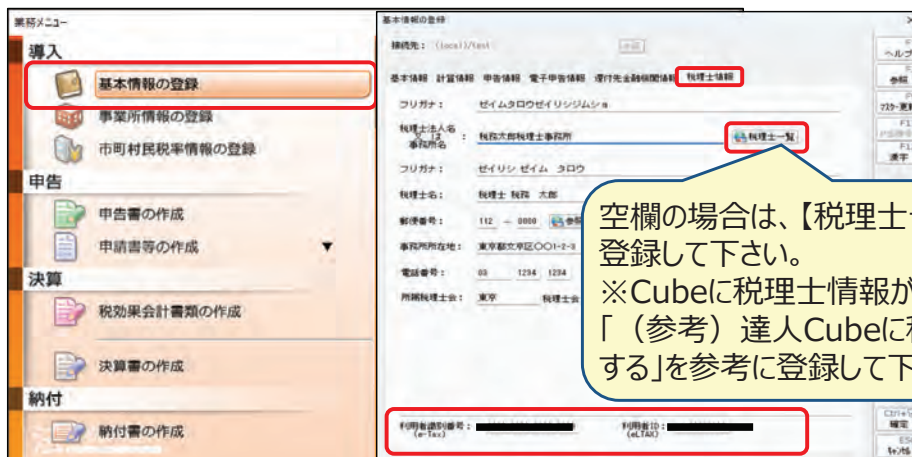 業務メニュー
導入
基本情報の登録
事業所情報の登録
市町村民税率情報の登録
申告
申告書の作成
申請書等の作成 ▼
決算
税効果会計書類の作成
決算書の作成
納付
納付書の作成
基本情報の登録
接続先： (local)/test
基本情報 計算情報 申告情報 電子申告情報 還付先金融機関情報 税理士情報
フリガナ： ゼイムタロウゼイリシジムショ
税理士法人名
又は
事務所名
： 税務太郎税理士事務所 税理士一覧
フリガナ： ゼイリシ ゼイム タロウ
税理士名： 税理士 税務 太郎
郵便番号： 112 － 0000 参照
事務所所在地： 東京都文京区〇〇1-2-3
電話番号： 03 1234 1234
所属税理士会： 東京 税理士会
空欄の場合は、【税理士
登録して下さい。
※Cubeに税理士情報が
「（参考）達人Cubeに
する」を参考に登録して下
利用者識別番号：
(e-Tax)
利用者ID：
(eLTAX)
ヘルプ
参照
漢字
Ctrl+
確定
ESC